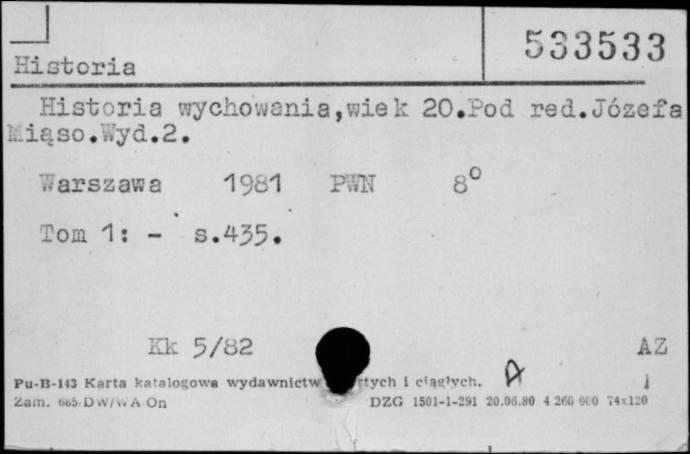 533533
Historia
Historia wychowania,wiek 20.Pod red.Józefa
Miąso.Wyd.2.
Warszawa 1981 PWN 8°
Tom 1: - s.435.
Kk 5/82 AZ
Pu-B-143 Karta katalogowa wydawnictw i ciągłych. A 1
Zam. DW/WA On DZG 1501-1-291 20.06.80 4 260 000 74x120